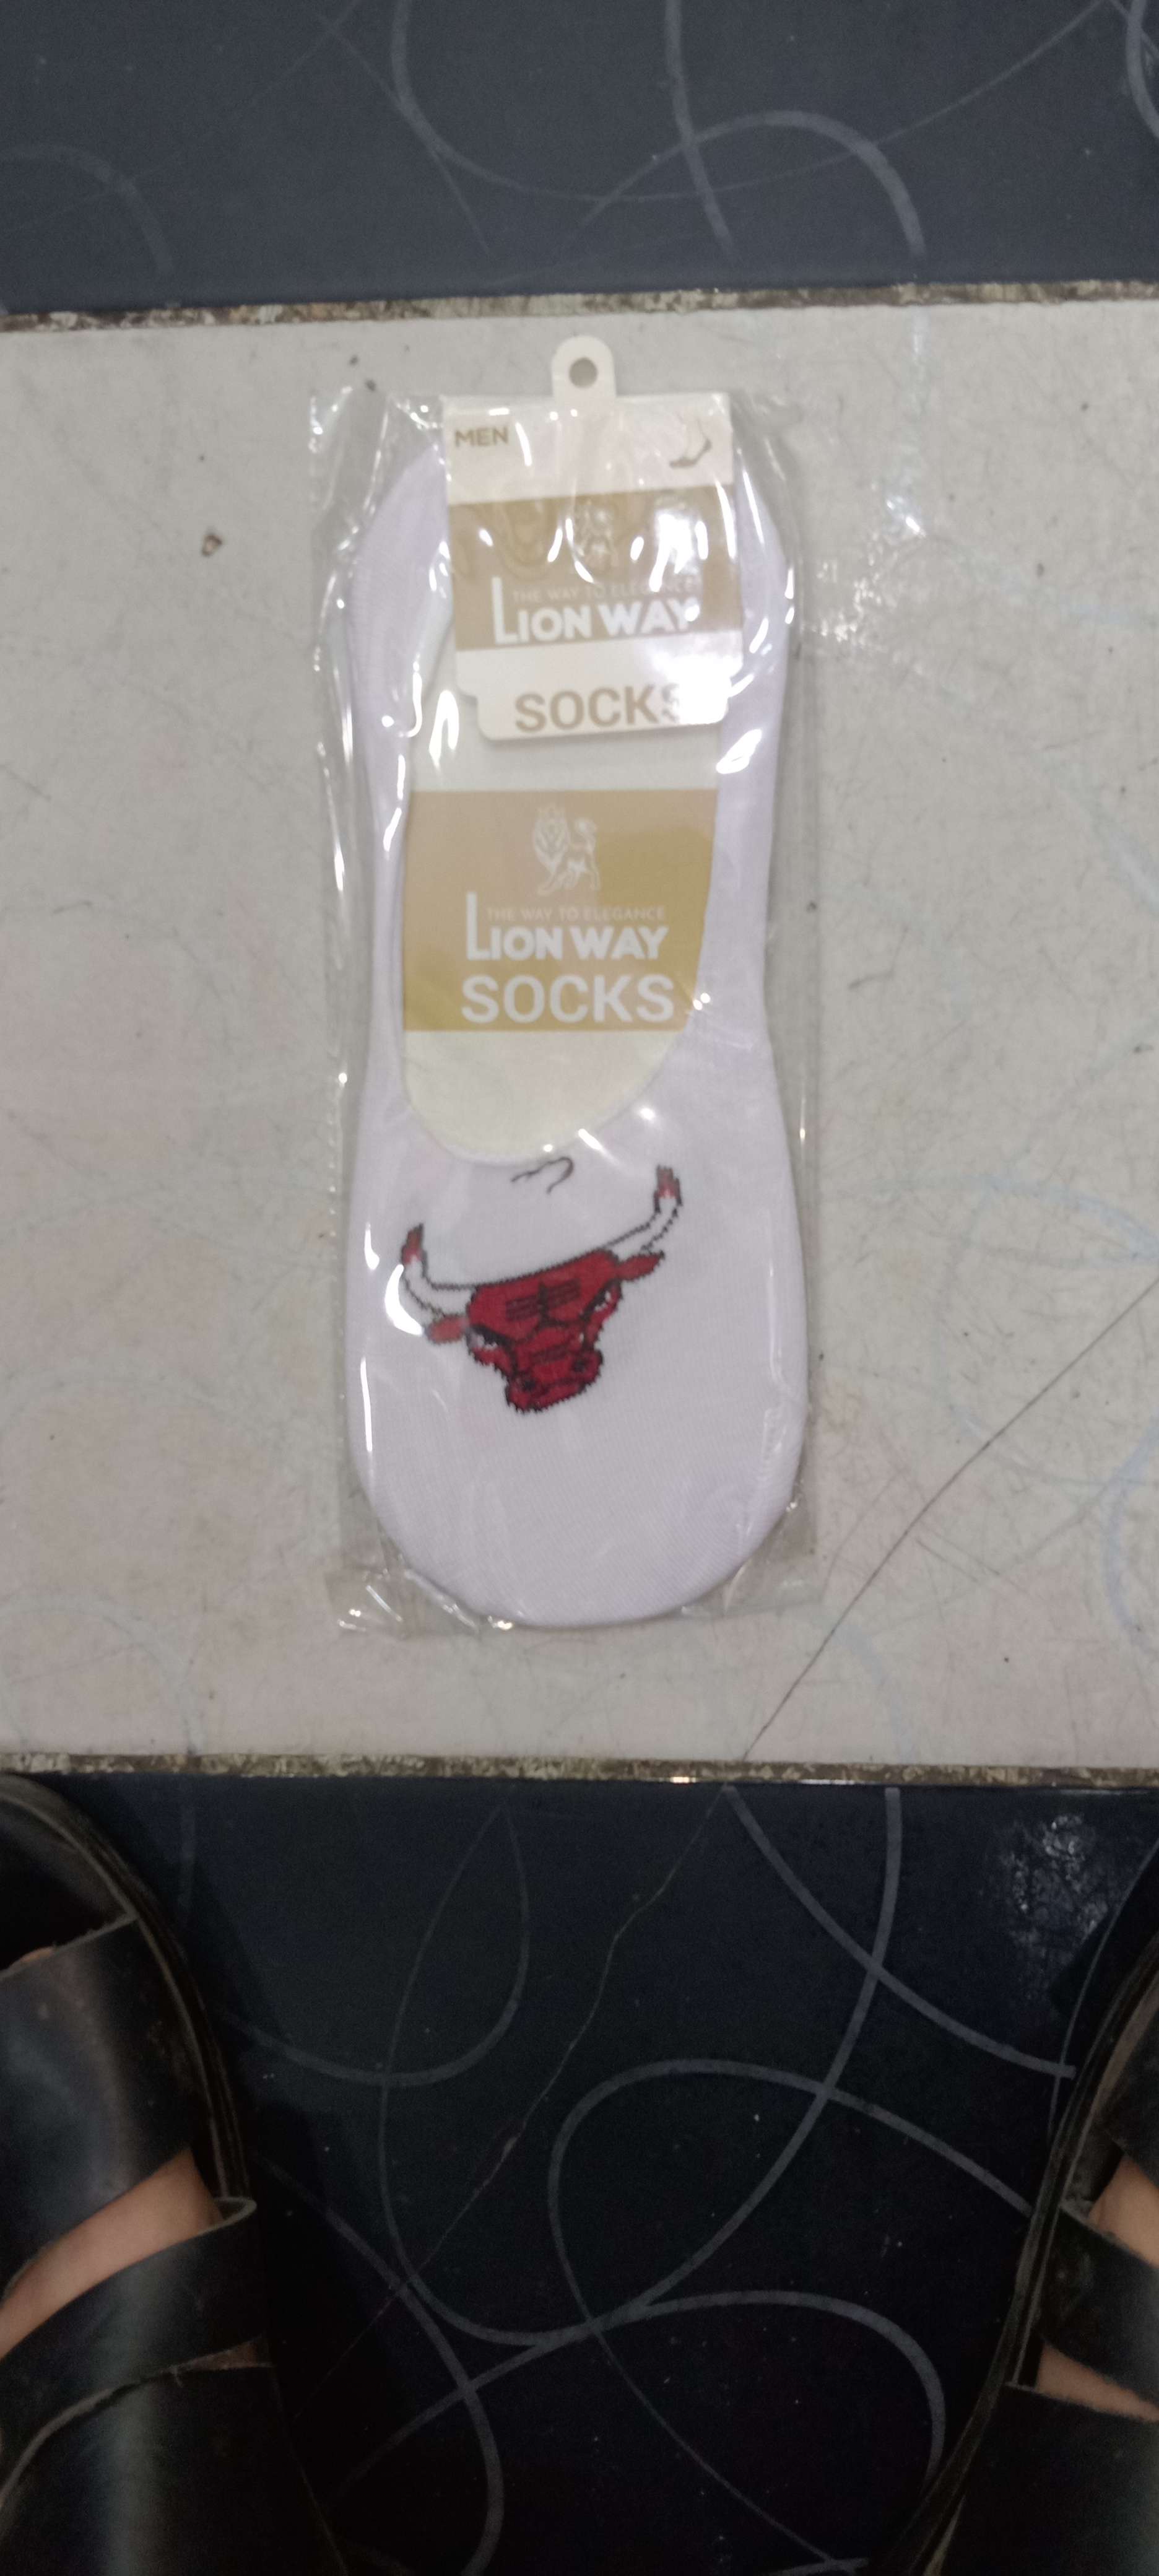 MEN
THE WAY TO ELEGANCE
LION WAY
SOCKS
THE WAY TO ELEGANCE
LION WAY
SOCKS